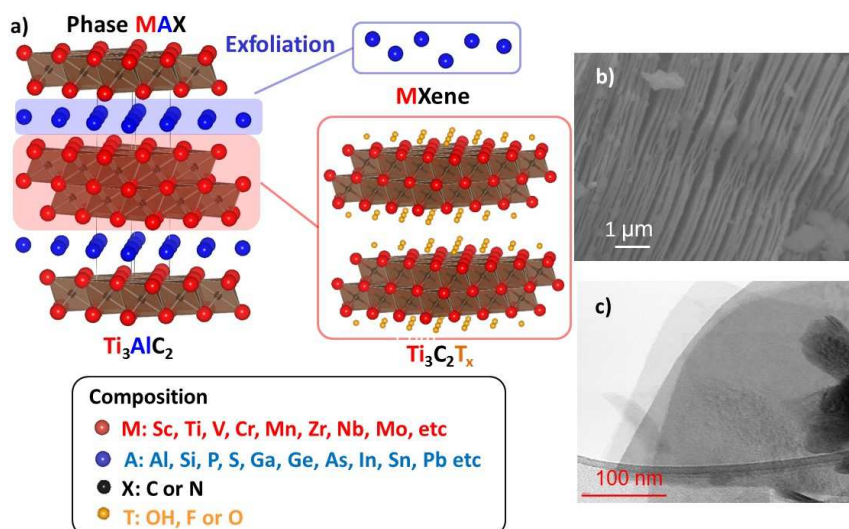 a)
Phase MAX
Exfoliation
MXene
Ti₃AlC₂
Ti₃C₂Tₓ
Composition
M: Sc, Ti, V, Cr, Mn, Zr, Nb, Mo, etc
A: Al, Si, P, S, Ga, Ge, As, In, Sn, Pb etc
X: C or N
T: OH, F or O
b)
1 µm
c)
100 nm